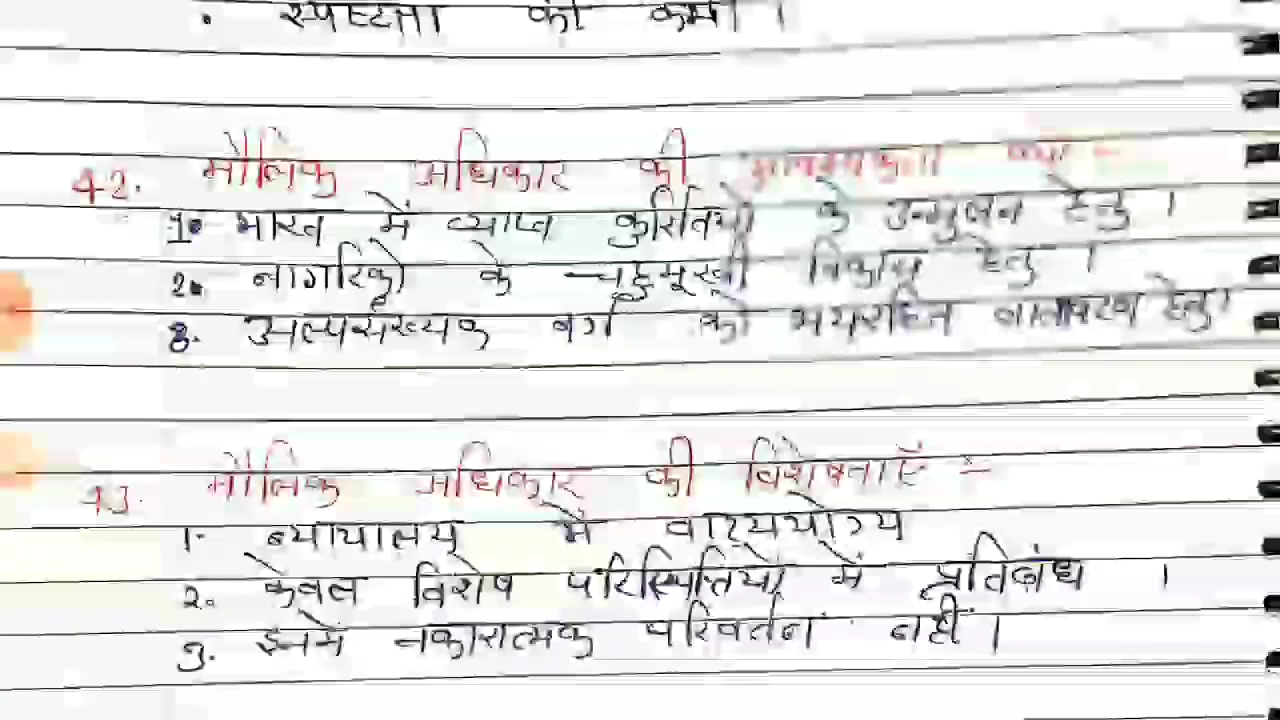 • स्पष्टता की कमी।
42. मौलिक अधिकार की आवश्यकता क्यों -
1. भारत में व्याप्त कुरितियों के उन्मुलन हेतु।
2. नागरिकों के चहुमुखी विकास हेतु।
3. अल्पसंख्यक वर्ग को भयरहित वातावरण हेतु।
43. मौलिक अधिकार की विशेषताएँ =
1. न्यायालय में वाद्ययोग्य
2. केवल विशेष परिस्थितियों में प्रतिबंध ।
3. इनमें नकारात्मक परिवर्तन नहीं।